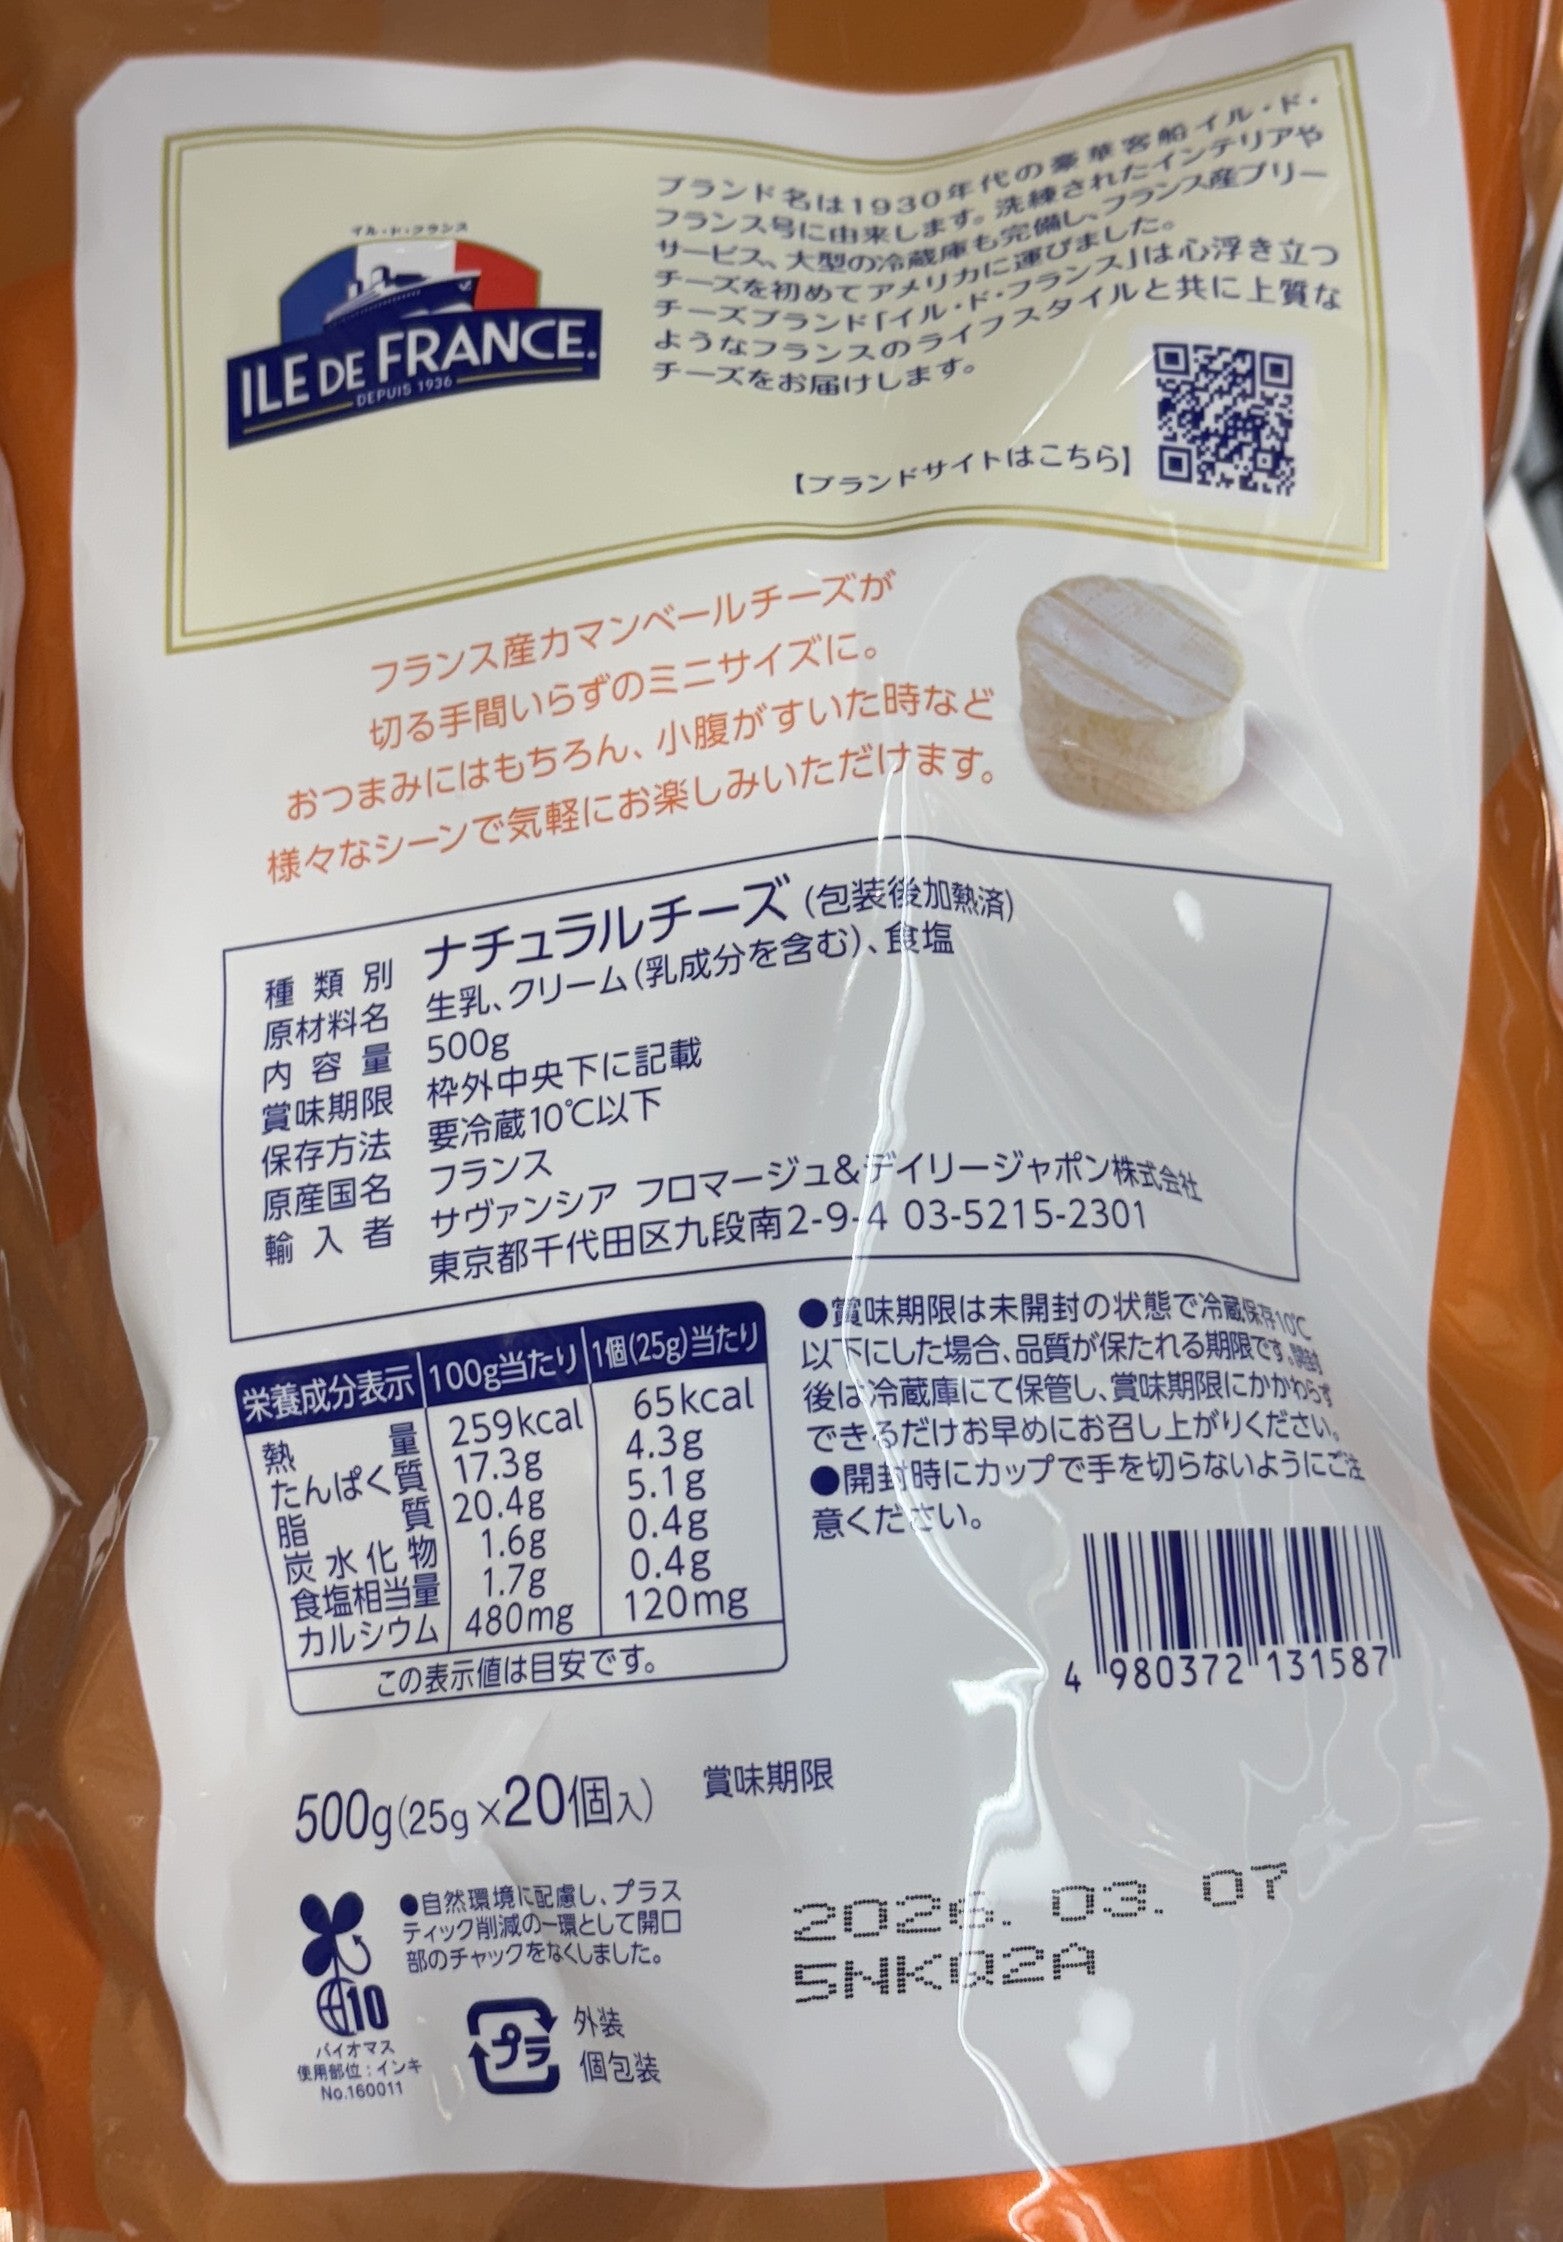 イル・ド・フランス
ILE DE FRANCE.
DEPUIS 1936
ブランド名は1930年代の豪華客船イル・ド・
フランス号に由来します。洗練されたインテリアや
サービス、大型の冷蔵庫も完備し、フランス産ブリー
チーズを初めてアメリカに運びました。
チーズブランド「イル・ド・フランス」は心浮き立つ
ようなフランスのライフスタイルと共に上質な
チーズをお届けします。
【ブランドサイトはこちら】
フランス産カマンベールチーズが
切る手間いらずのミニサイズに。
おつまみにはもちろん、小腹がすいた時など
様々なシーンで気軽にお楽しみいただけます。
種類別 ナチュラルチーズ(包装後加熱済)
原材料名 生乳、クリーム(乳成分を含む)、食塩
内容量 500g
賞味期限 枠外中央下に記載
保存方法 要冷蔵10℃以下
原産国名 フランス
輸入者 サヴァンシア フロマージュ&デイリージャポン株式会社
東京都千代田区九段南2-9-4 03-5215-2301
栄養成分表示 100g当たり 1個(25g)当たり
熱量 259kcal 65kcal
たんぱく質 17.3g 4.3g
脂質 20.4g 5.1g
炭水化物 1.6g 0.4g
食塩相当量 1.7g 0.4g
カルシウム 480mg 120mg
この表示値は目安です。
●賞味期限は未開封の状態で冷蔵保存10℃
以下にした場合、品質が保たれる期限です。開封
後は冷蔵庫にて保管し、賞味期限にかかわらず
できるだけお早めにお召し上がりください。
●開封時にカップで手を切らないようにご注
意ください。
4 980372 131587
500g(25g×20個入)
賞味期限
2026.03.07
5NKQ2A
●自然環境に配慮し、プラス
ティック削減の一環として開口
部のチャックをなくしました。
10
バイオマス
使用部位:インキ
No.160011
プラ
外装
個包装